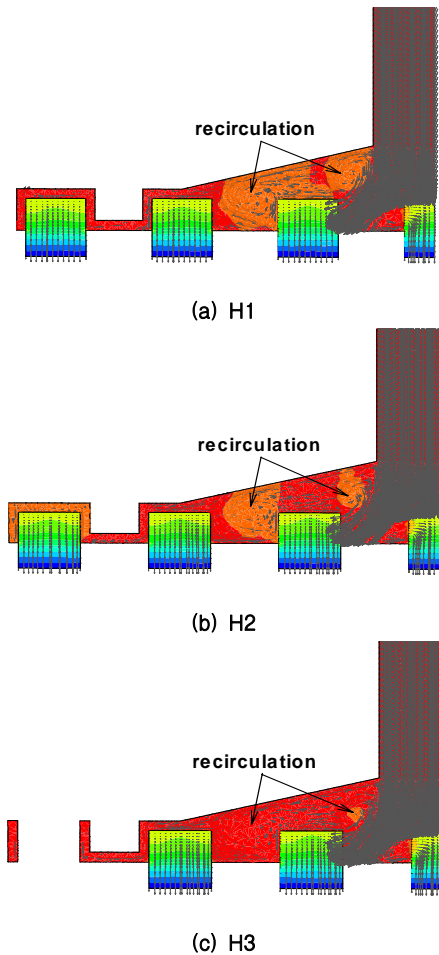 recirculation
(a) H1
recirculation
(b) H2
recirculation
(c) H3